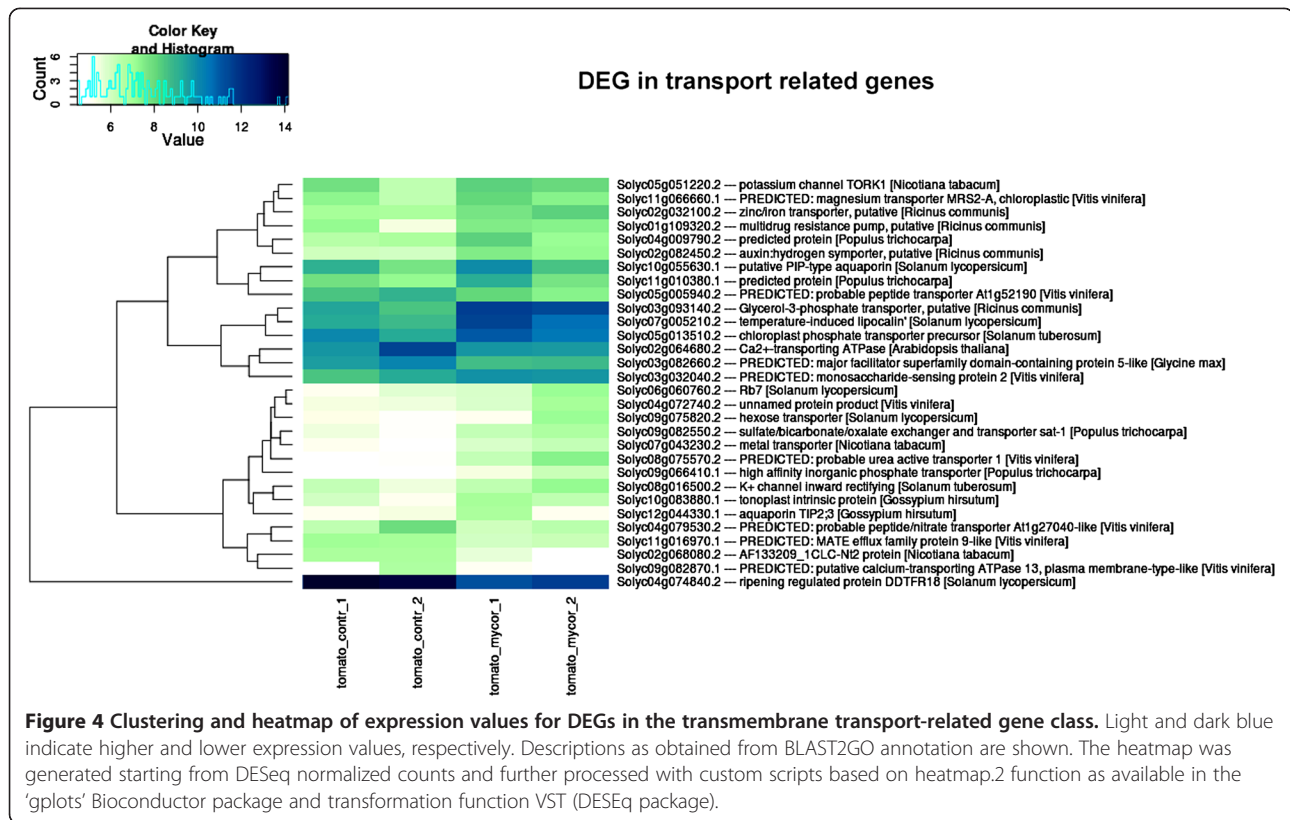 Color Key
and Histogram
Count
0 3 6
6 8 10 12 14
Value
DEG in transport related genes
Solyc05g051220.2 --- potassium channel TORK1 [Nicotiana tabacum]
Solyc11g066660.1 --- PREDICTED: magnesium transporter MRS2-A, chloroplastic [Vitis vinifera]
Solyc02g032100.2 --- zinc/iron transporter, putative [Ricinus communis]
Solyc01g109320.2 --- multidrug resistance pump, putative [Ricinus communis]
Solyc04g009790.2 --- predicted protein [Populus trichocarpa]
Solyc02g082450.2 --- auxin:hydrogen symporter, putative [Ricinus communis]
Solyc10g055630.1 --- putative PIP-type aquaporin [Solanum lycopersicum]
Solyc11g010380.1 --- predicted protein [Populus trichocarpa]
Solyc05g005940.2 --- PREDICTED: probable peptide transporter At1g52190 [Vitis vinifera]
Solyc03g093140.2 --- Glycerol-3-phosphate transporter, putative [Ricinus communis]
Solyc07g005210.2 --- temperature-induced lipocalin' [Solanum lycopersicum]
Solyc05g013510.2 --- chloroplast phosphate transporter precursor [Solanum tuberosum]
Solyc02g064680.2 --- Ca2+-transporting ATPase [Arabidopsis thaliana]
Solyc03g082660.2 --- PREDICTED: major facilitator superfamily domain-containing protein 5-like [Glycine max]
Solyc03g032040.2 --- PREDICTED: monosaccharide-sensing protein 2 [Vitis vinifera]
Solyc06g060760.2 --- Rb7 [Solanum lycopersicum]
Solyc04g072740.2 --- unnamed protein product [Vitis vinifera]
Solyc09g075820.2 --- hexose transporter [Solanum lycopersicum]
Solyc09g082550.2 --- sulfate/bicarbonate/oxalate exchanger and transporter sat-1 [Populus trichocarpa]
Solyc07g043230.2 --- metal transporter [Nicotiana tabacum]
Solyc08g075570.2 --- PREDICTED: probable urea active transporter 1 [Vitis vinifera]
Solyc09g066410.1 --- high affinity inorganic phosphate transporter [Populus trichocarpa]
Solyc08g016500.2 --- K+ channel inward rectifying [Solanum tuberosum]
Solyc10g083880.1 --- tonoplast intrinsic protein [Gossypium hirsutum]
Solyc12g044330.1 --- aquaporin TIP2;3 [Gossypium hirsutum]
Solyc04g079530.2 --- PREDICTED: probable peptide/nitrate transporter At1g27040-like [Vitis vinifera]
Solyc11g016970.1 --- PREDICTED: MATE efflux family protein 9-like [Vitis vinifera]
Solyc02g068080.2 --- AF133209_1CLC-Nt2 protein [Nicotiana tabacum]
Solyc09g082870.1 --- PREDICTED: putative calcium-transporting ATPase 13, plasma membrane-type-like [Vitis vinifera]
Solyc04g074840.2 --- ripening regulated protein DDTFR18 [Solanum lycopersicum]
tomato_contr_1
tomato_contr_2
tomato_mycor_1
tomato_mycor_2
Figure 4 Clustering and heatmap of expression values for DEGs in the transmembrane transport-related gene class. Light and dark blue
indicate higher and lower expression values, respectively. Descriptions as obtained from BLAST2GO annotation are shown. The heatmap was
generated starting from DESeq normalized counts and further processed with custom scripts based on heatmap.2 function as available in the
‘gplots’ Bioconductor package and transformation function VST (DESEq package).